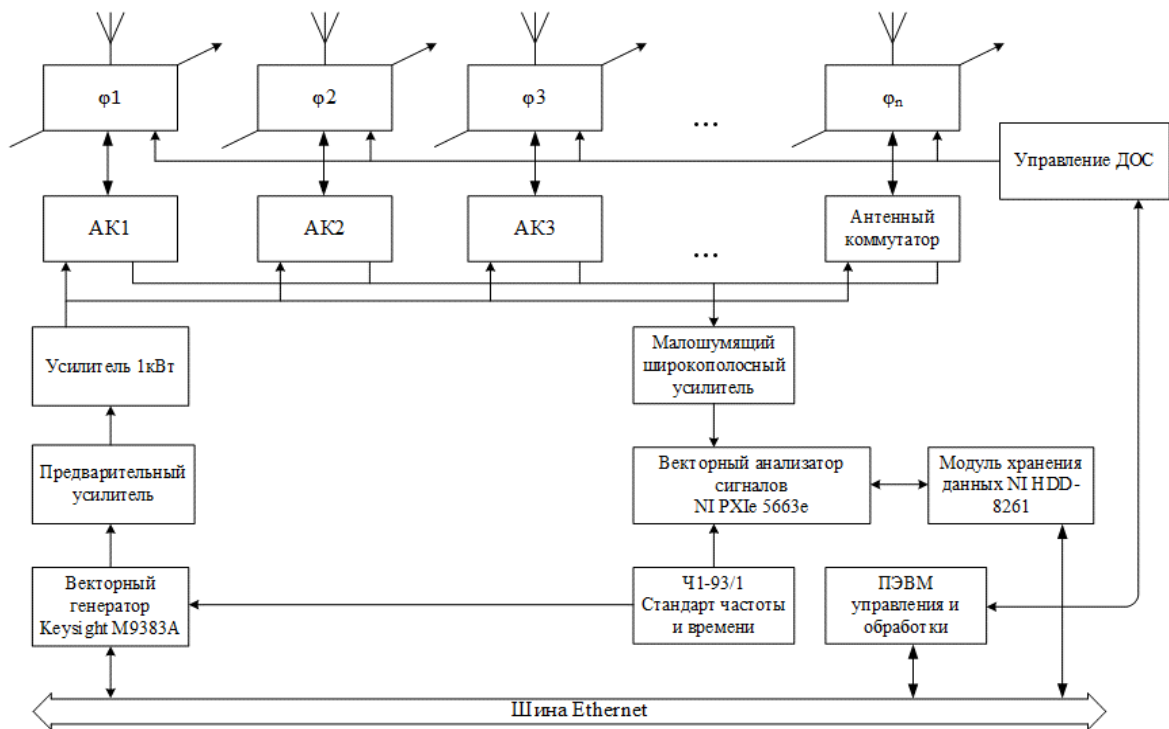 φ1
φ2
φ3
φn
...
Управление ДОС
АК1
АК2
АК3
...
Антенный
коммутатор
Усилитель 1кВт
Малошумящий
широкополосный
усилитель
Предварительный
усилитель
Векторный анализатор
сигналов
NI PXIe 5663e
Модуль хранения
данных NI HDD-
8261
Векторный
генератор
Keysight M9383A
Ч1-93/1
Стандарт частоты
и времени
ПЭВМ
управления и
обработки
Шина Ethernet